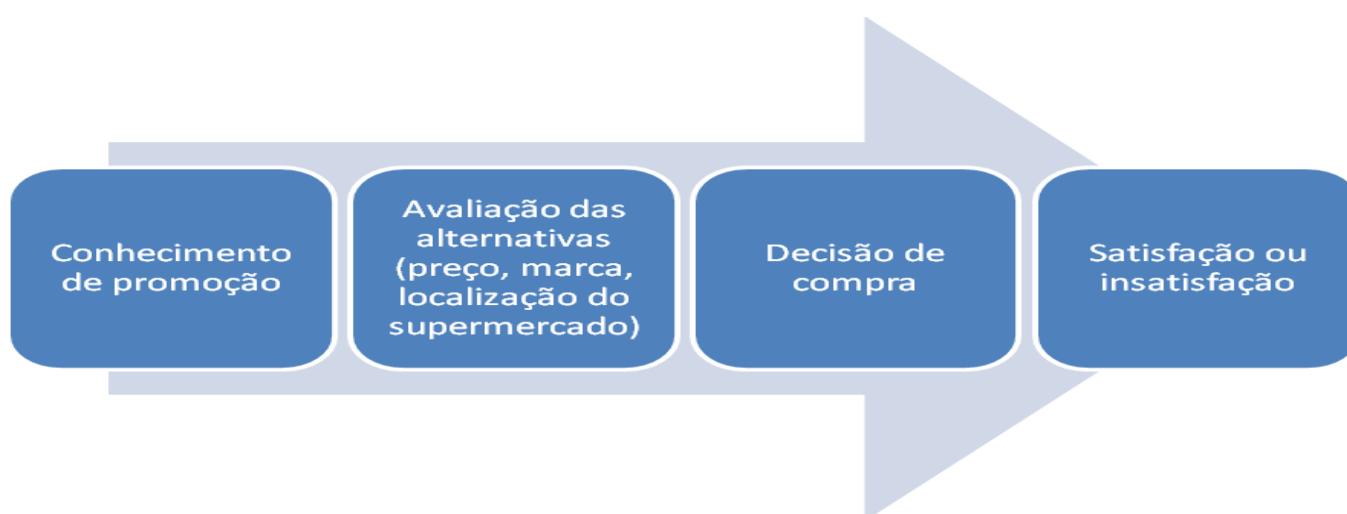 Conhecimento
de promoção
Avaliação das
alternativas
(preço, marca,
localização do
supermercado)
Decisão de
compra
Satisfação ou
insatisfação